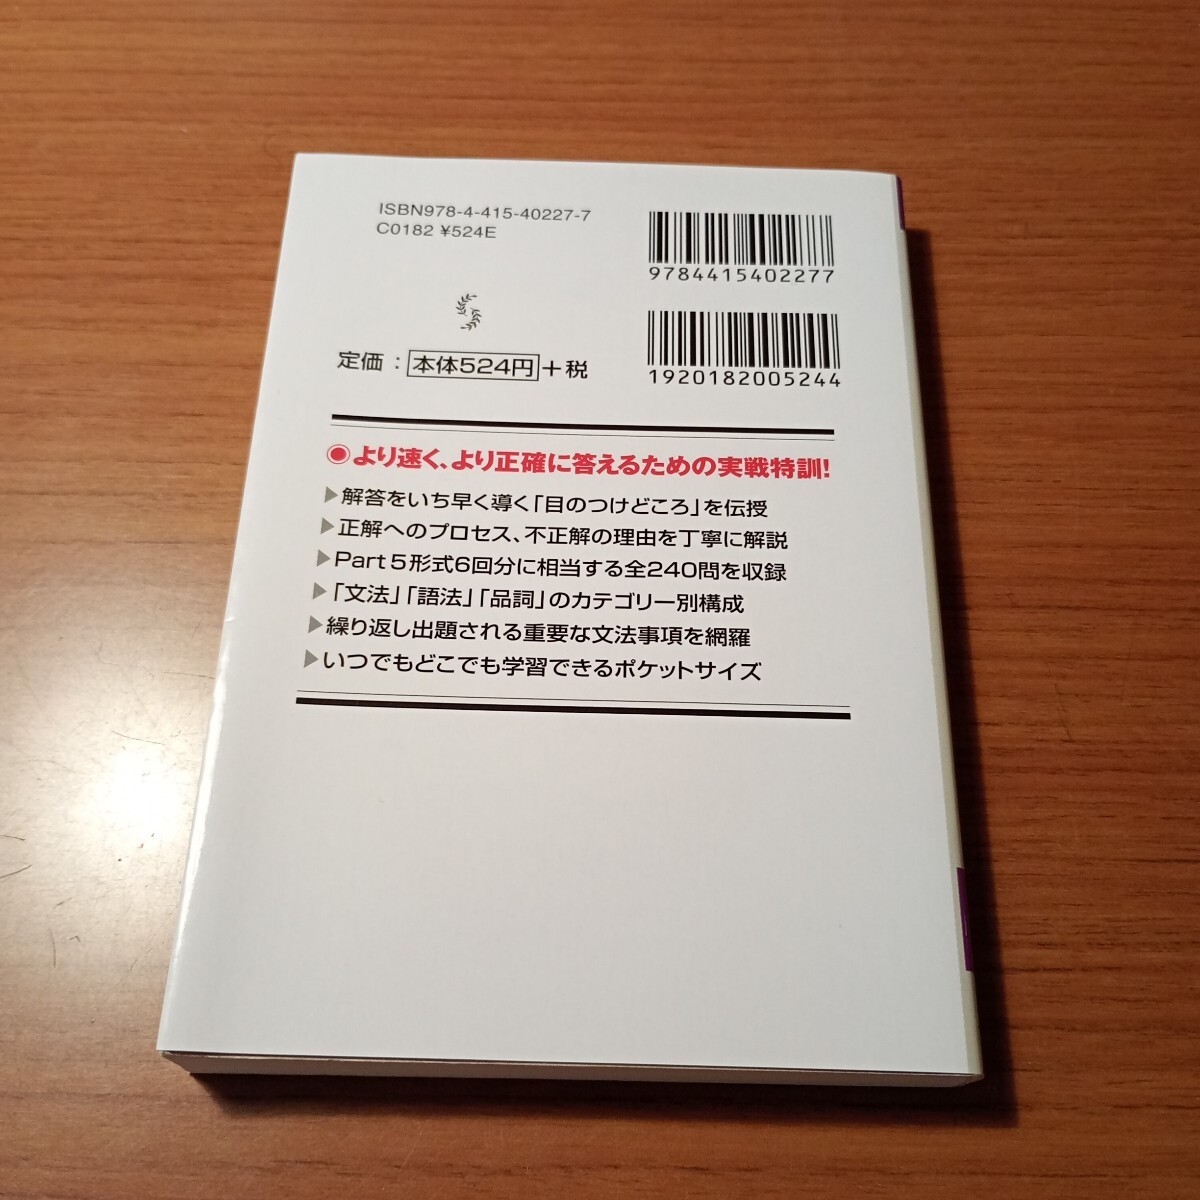 ISBN978-4-415-40227-7
C0182 ¥524E
9784415402277
1920182005244
定価：本体524円＋税
◉より速く、より正確に答えるための実戦特訓！
▶解答をいち早く導く「目のつけどころ」を伝授
▶正解へのプロセス、不正解の理由を丁寧に解説
▶Part 5形式6回分に相当する全240問を収録
▶「文法」「語法」「品詞」のカテゴリー別構成
▶繰り返し出題される重要な文法事項を網羅
▶いつでもどこでも学習できるポケットサイズ